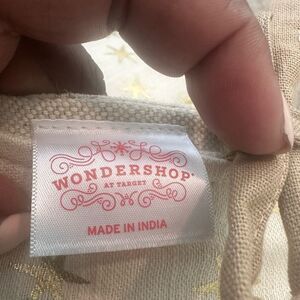 WONDERSHOP
AT TARGET
MADE IN INDIA